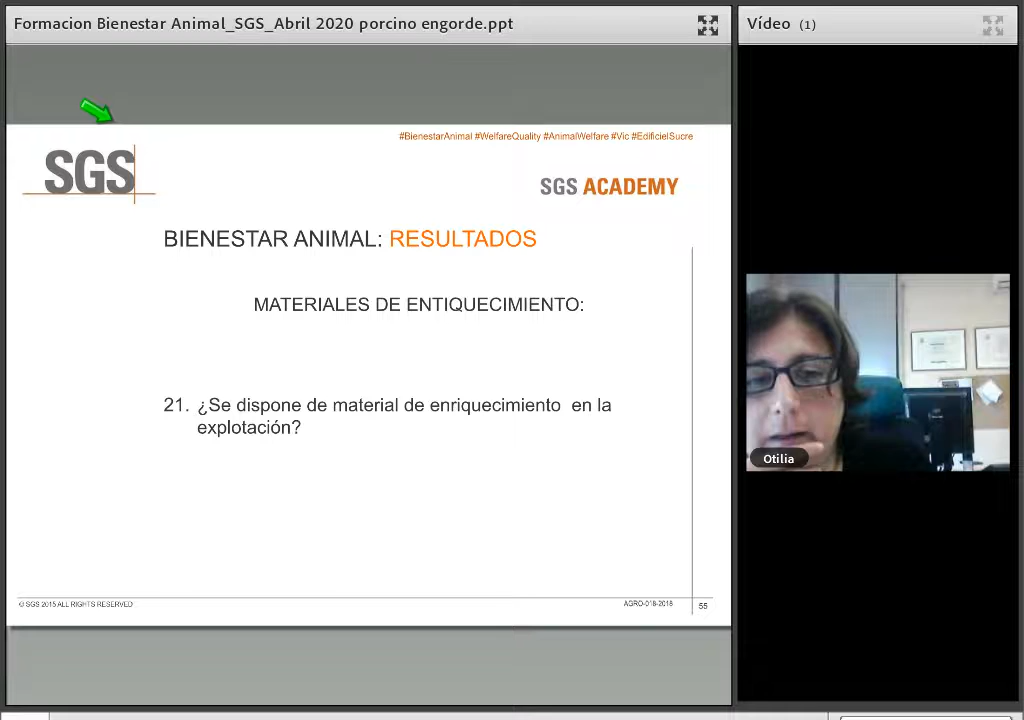 Formacion Bienestar Animal_SGS_Abril 2020 porcino engorde.ppt
Vídeo (1)
#BienestarAnimal #WelfareQuality #AnimalWelfare #Vic #EdificielSucre
SGS
SGS ACADEMY
BIENESTAR ANIMAL: RESULTADOS
MATERIALES DE ENTIQUECIMIENTO:
21. ¿Se dispone de material de enriquecimiento en la
explotación?
Otilia
© SGS 2015 ALL RIGHTS RESERVED
AGRO-018-2018
55